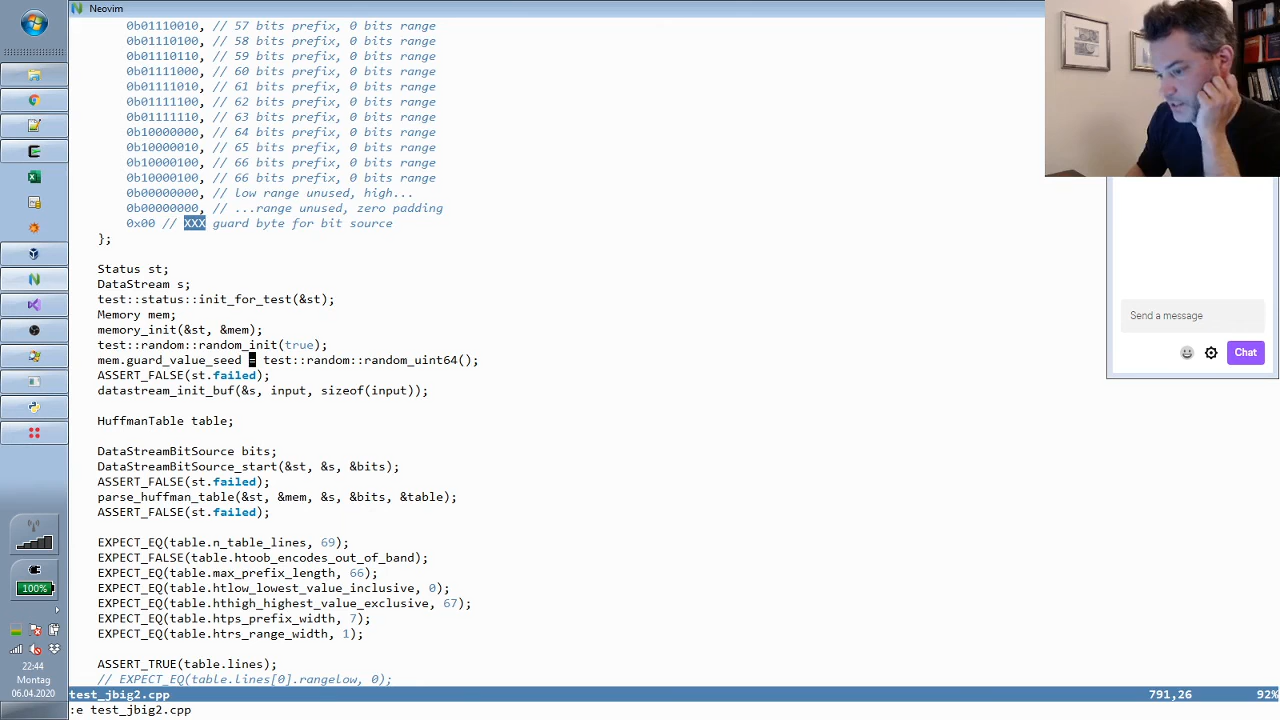 Neovim
0b01110010, // 57 bits prefix, 0 bits range
0b01110100, // 58 bits prefix, 0 bits range
0b01110110, // 59 bits prefix, 0 bits range
0b01111000, // 60 bits prefix, 0 bits range
0b01111010, // 61 bits prefix, 0 bits range
0b01111100, // 62 bits prefix, 0 bits range
0b01111110, // 63 bits prefix, 0 bits range
0b10000000, // 64 bits prefix, 0 bits range
0b10000010, // 65 bits prefix, 0 bits range
0b10000100, // 66 bits prefix, 0 bits range
0b10000100, // 66 bits prefix, 0 bits range
0b00000000, // low range unused, high...
0b00000000, // ...range unused, zero padding
0x00 // XXX guard byte for bit source
};
Status st;
DataStream s;
test::status::init_for_test(&st);
Memory mem;
memory_init(&st, &mem);
test::random::random_init(true);
mem.guard_value_seed = test::random::random_uint64();
ASSERT_FALSE(st.failed);
datastream_init_buf(&s, input, sizeof(input));
HuffmanTable table;
DataStreamBitSource bits;
DataStreamBitSource_start(&st, &s, &bits);
ASSERT_FALSE(st.failed);
parse_huffman_table(&st, &mem, &s, &bits, &table);
ASSERT_FALSE(st.failed);
EXPECT_EQ(table.n_table_lines, 69);
EXPECT_FALSE(table.htoob_encodes_out_of_band);
EXPECT_EQ(table.max_prefix_length, 66);
EXPECT_EQ(table.htlow_lowest_value_inclusive, 0);
EXPECT_EQ(table.hthigh_highest_value_exclusive, 67);
EXPECT_EQ(table.htps_prefix_width, 7);
EXPECT_EQ(table.htrs_range_width, 1);
ASSERT_TRUE(table.lines);
// EXPECT_EQ(table.lines[0].rangelow, 0);
test_jbig2.cpp 791,26 92%
:e test_jbig2.cpp
Send a message
Chat
100%
22:44
Montag
06.04.2020